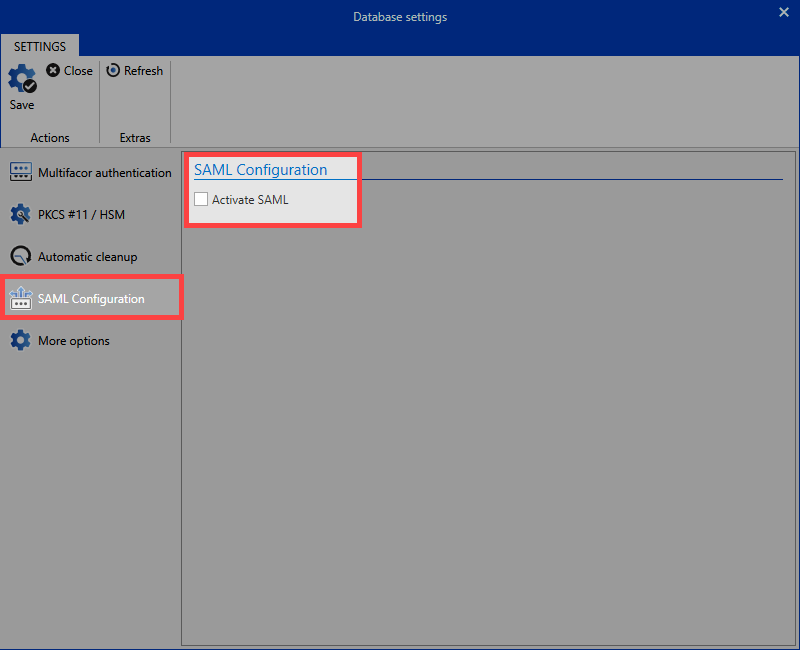 Database settings
SETTINGS
Close
Refresh
Save
Actions
Extras
Multifacor authentication
PKCS #11 / HSM
Automatic cleanup
SAML Configuration
More options
SAML Configuration
Activate SAML